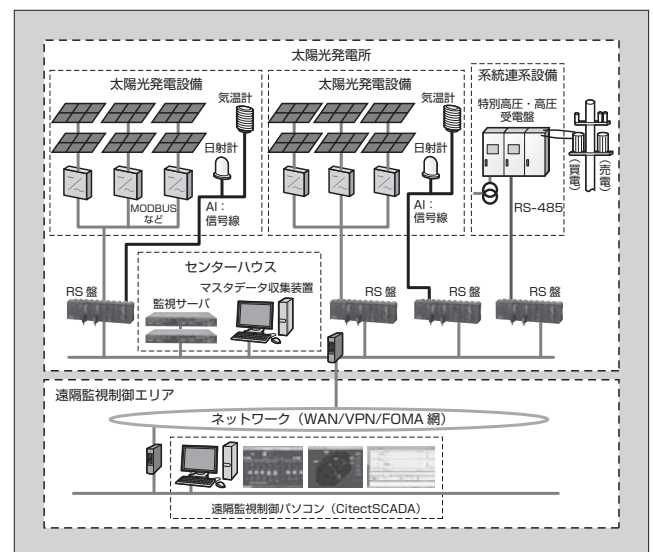 太陽光発電所
太陽光発電設備
気温計
日射計
MODBUS
など
AI：
信号線
太陽光発電設備
気温計
日射計
AI：
信号線
系統連系設備
特別高圧・高圧
受電盤
（買電）
（売電）
RS-485
センターハウス
マスタデータ収集装置
監視サーバ
RS 盤
RS 盤
RS 盤
RS 盤
遠隔監視制御エリア
ネットワーク（WAN/VPN/FOMA 網）
遠隔監視制御パソコン（CitectSCADA）